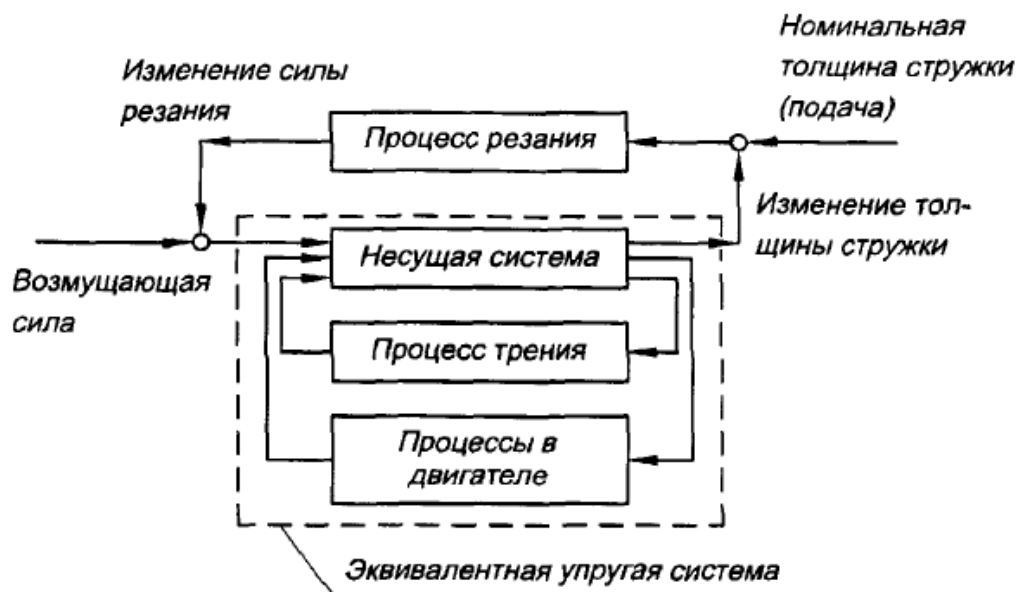 Номинальная
толщина стружки
(подача)
Изменение силы
резания
Процесс резания
Изменение тол-
щины стружки
Несущая система
Возмущающая
сила
Процесс трения
Процессы в
двигателе
Эквивалентная упругая система